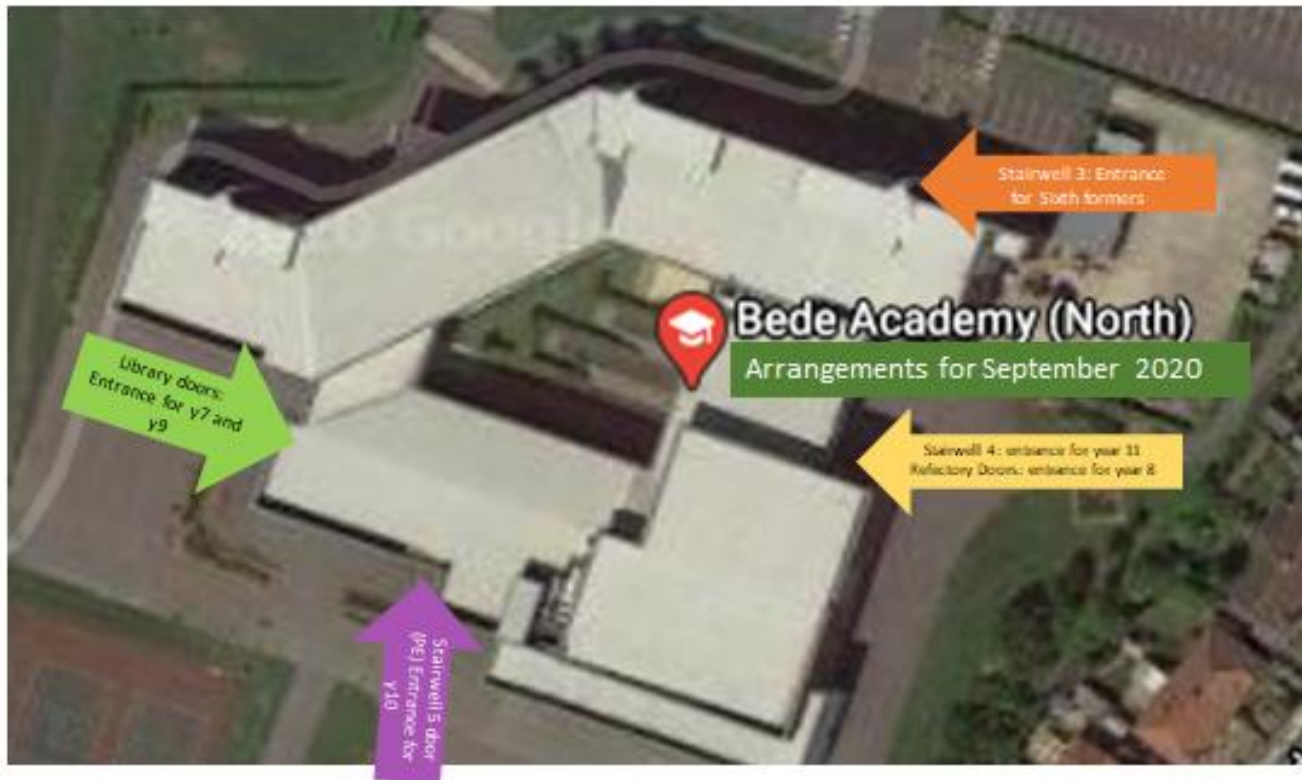 Stairwell 3: Entrance
for Sixth formers
Google
Bede Academy (North)
Arrangements for September 2020
Library doors:
Entrance for y7 and
y9
Stairwell 4: entrance for year 11
Refectory Doors: entrance for year 8
Stairwell 5 door
(PE) Entrance for
y10